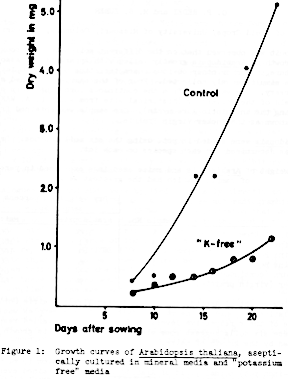 Dry weight in mg
5.0
4.0
3.0
2.0
1.0
Control
"K-free"
5 10 15 20
Days after sowing
Figure 1: Growth curves of Arabidopsis thaliana, asepti-
cally cultured in mineral media and "potassium
free" media